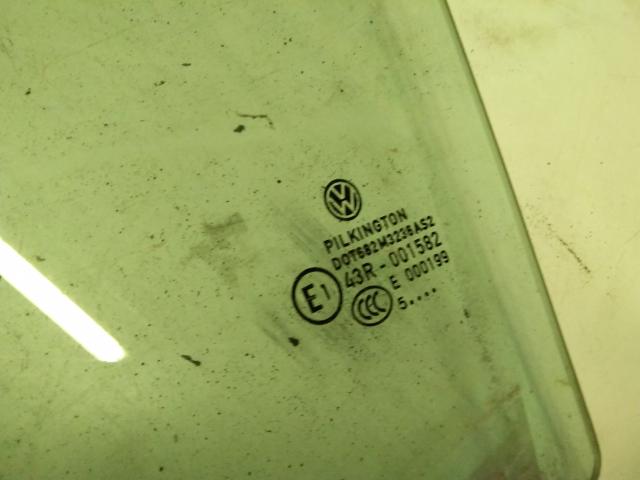 PILKINGTON
DOT682M3236AS2
43R-001582
E1
E 000199
CCC
5....